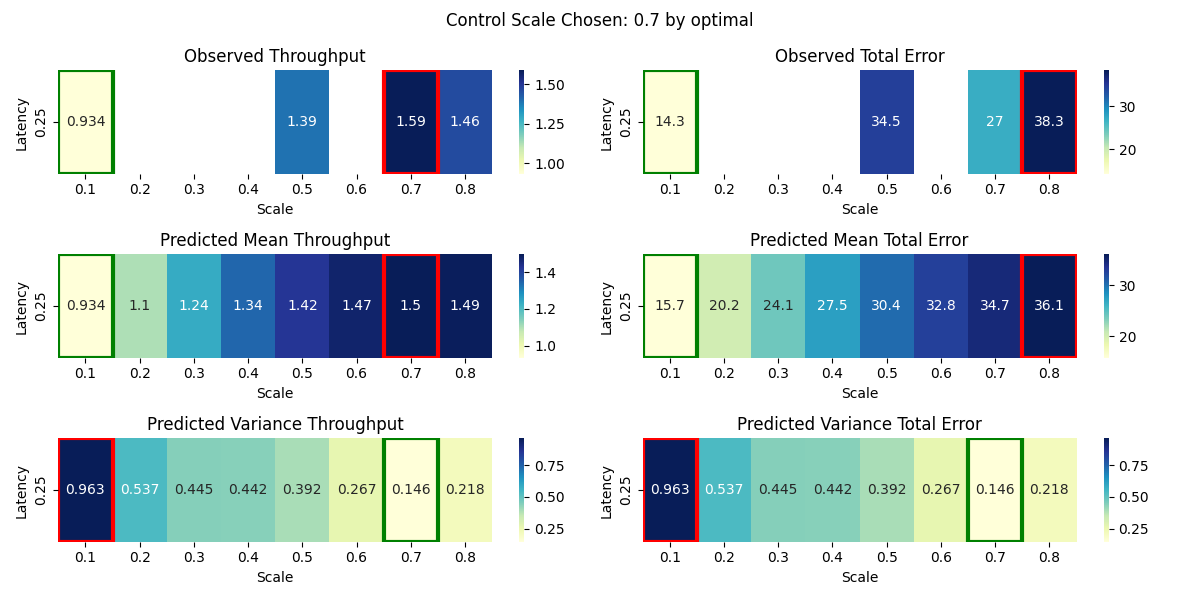 Control Scale Chosen: 0.7 by optimal
Observed Throughput
Latency
0.25
0.934 1.39 1.59 1.46
0.1 0.2 0.3 0.4 0.5 0.6 0.7 0.8
Scale
1.50
1.25
1.00
Observed Total Error
Latency
0.25
14.3 34.5 27 38.3
0.1 0.2 0.3 0.4 0.5 0.6 0.7 0.8
Scale
30
20
Predicted Mean Throughput
Latency
0.25
0.934 1.1 1.24 1.34 1.42 1.47 1.5 1.49
0.1 0.2 0.3 0.4 0.5 0.6 0.7 0.8
Scale
1.4
1.2
1.0
Predicted Mean Total Error
Latency
0.25
15.7 20.2 24.1 27.5 30.4 32.8 34.7 36.1
0.1 0.2 0.3 0.4 0.5 0.6 0.7 0.8
Scale
30
20
Predicted Variance Throughput
Latency
0.25
0.963 0.537 0.445 0.442 0.392 0.267 0.146 0.218
0.1 0.2 0.3 0.4 0.5 0.6 0.7 0.8
Scale
0.75
0.50
0.25
Predicted Variance Total Error
Latency
0.25
0.963 0.537 0.445 0.442 0.392 0.267 0.146 0.218
0.1 0.2 0.3 0.4 0.5 0.6 0.7 0.8
Scale
0.75
0.50
0.25